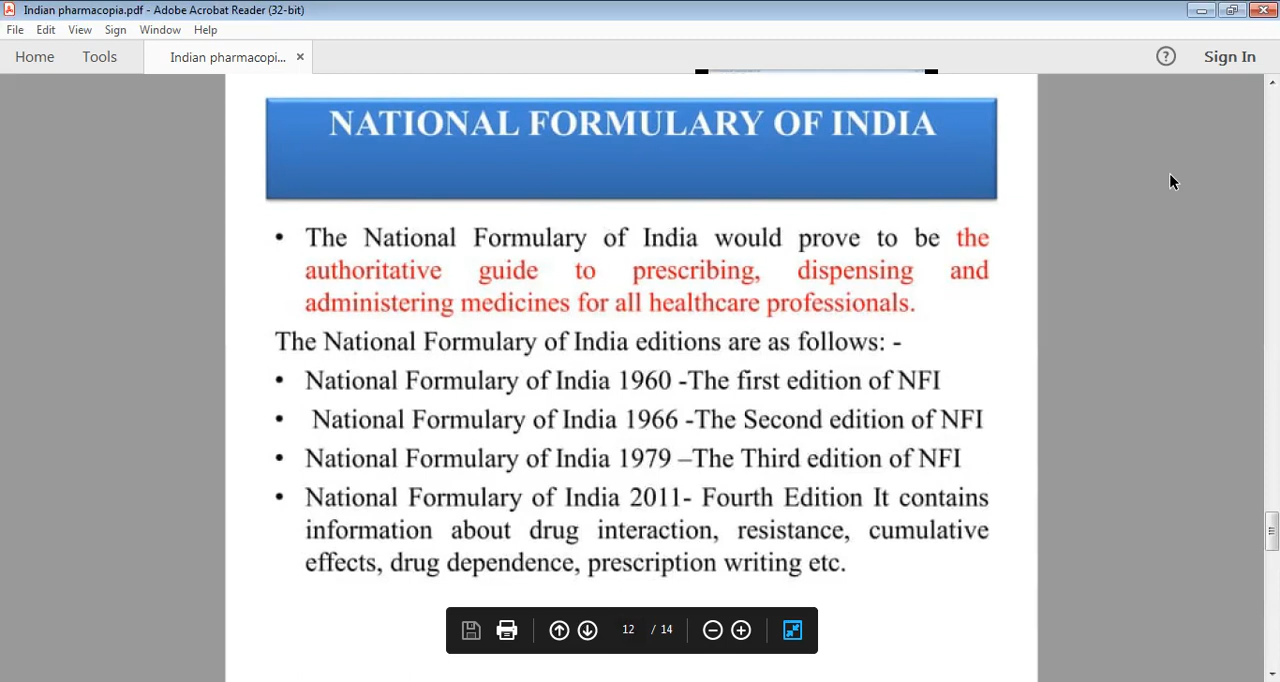 Indian pharmacopia.pdf - Adobe Acrobat Reader (32-bit)
File Edit View Sign Window Help
Home Tools Indian pharmacopi... × ? Sign In
NATIONAL FORMULARY OF INDIA
• The National Formulary of India would prove to be the
authoritative guide to prescribing, dispensing and
administering medicines for all healthcare professionals.
The National Formulary of India editions are as follows: -
• National Formulary of India 1960 -The first edition of NFI
• National Formulary of India 1966 -The Second edition of NFI
• National Formulary of India 1979 –The Third edition of NFI
• National Formulary of India 2011- Fourth Edition It contains
information about drug interaction, resistance, cumulative
effects, drug dependence, prescription writing etc.
12 / 14